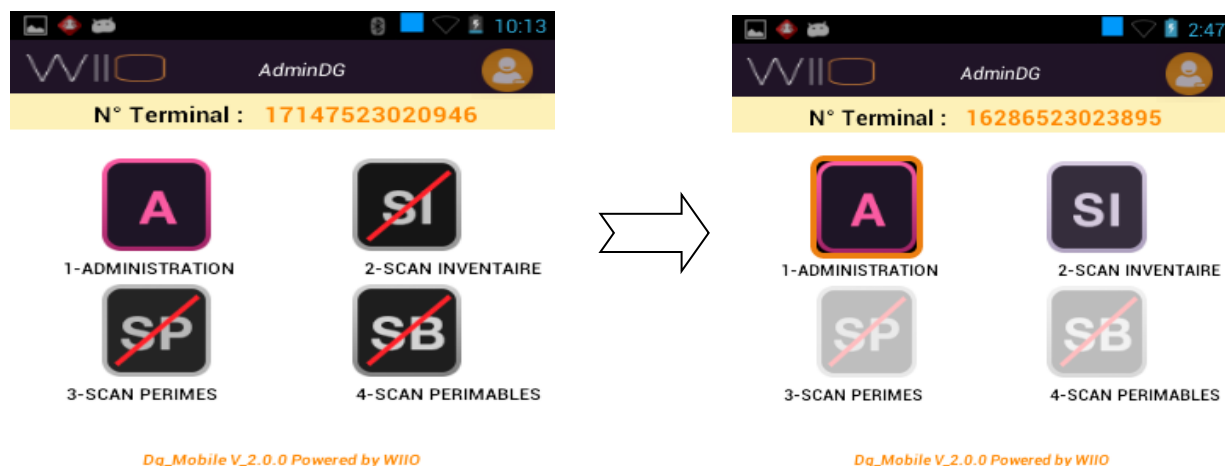 10:13
WIIO
AdminDG
N° Terminal : 17147523020946
A
SI
1-ADMINISTRATION
2-SCAN INVENTAIRE
SP
SB
3-SCAN PERIMES
4-SCAN PERIMABLES
Dg_Mobile V_2.0.0 Powered by WIIO
2:47
WIIO
AdminDG
N° Terminal : 16286523023895
A
SI
1-ADMINISTRATION
2-SCAN INVENTAIRE
SP
SB
3-SCAN PERIMES
4-SCAN PERIMABLES
Dg_Mobile V_2.0.0 Powered by WIIO